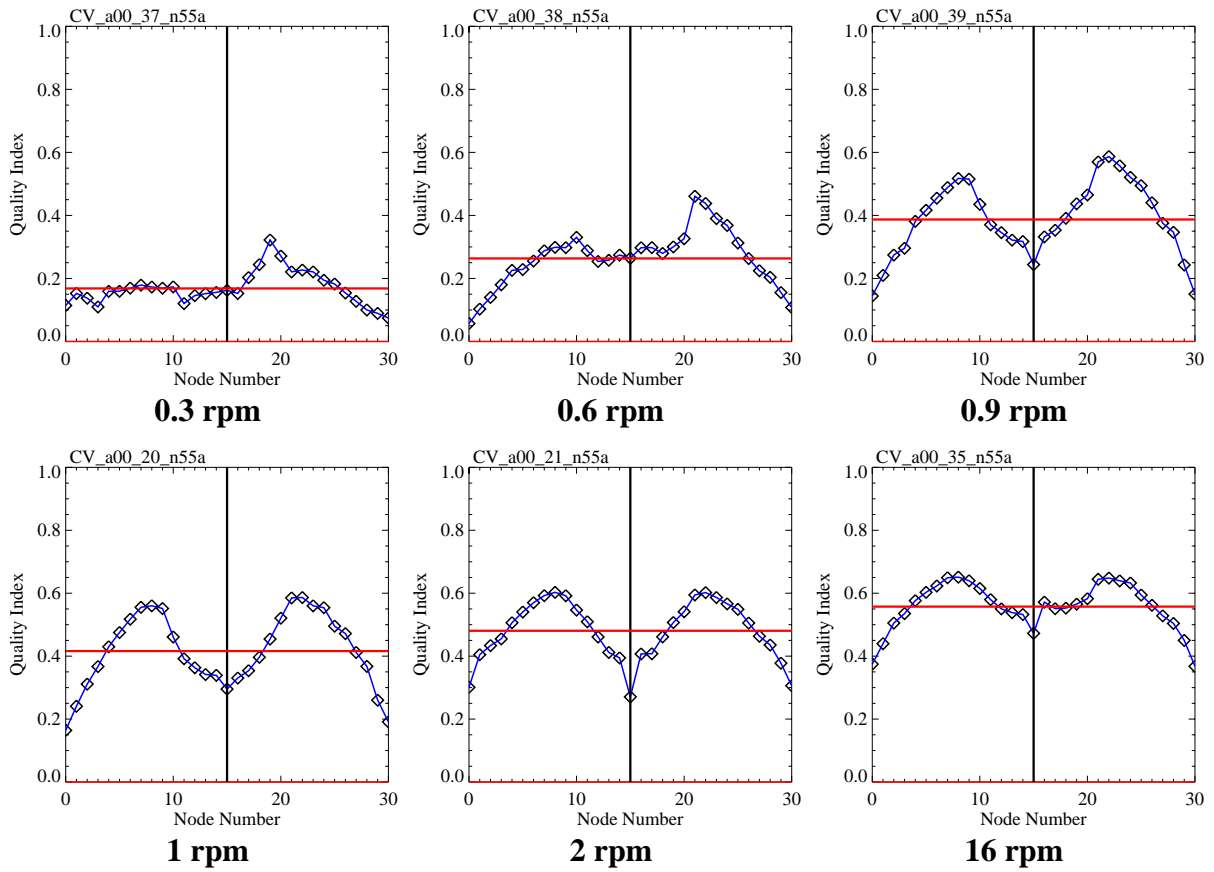 CV_a00_37_n55a
1.0
0.8
0.6
0.4
0.2
0.0
Quality Index
0 10 20 30
Node Number
0.3 rpm
CV_a00_38_n55a
1.0
0.8
0.6
0.4
0.2
0.0
Quality Index
0 10 20 30
Node Number
0.6 rpm
CV_a00_39_n55a
1.0
0.8
0.6
0.4
0.2
0.0
Quality Index
0 10 20 30
Node Number
0.9 rpm
CV_a00_20_n55a
1.0
0.8
0.6
0.4
0.2
0.0
Quality Index
0 10 20 30
Node Number
1 rpm
CV_a00_21_n55a
1.0
0.8
0.6
0.4
0.2
0.0
Quality Index
0 10 20 30
Node Number
2 rpm
CV_a00_35_n55a
1.0
0.8
0.6
0.4
0.2
0.0
Quality Index
0 10 20 30
Node Number
16 rpm